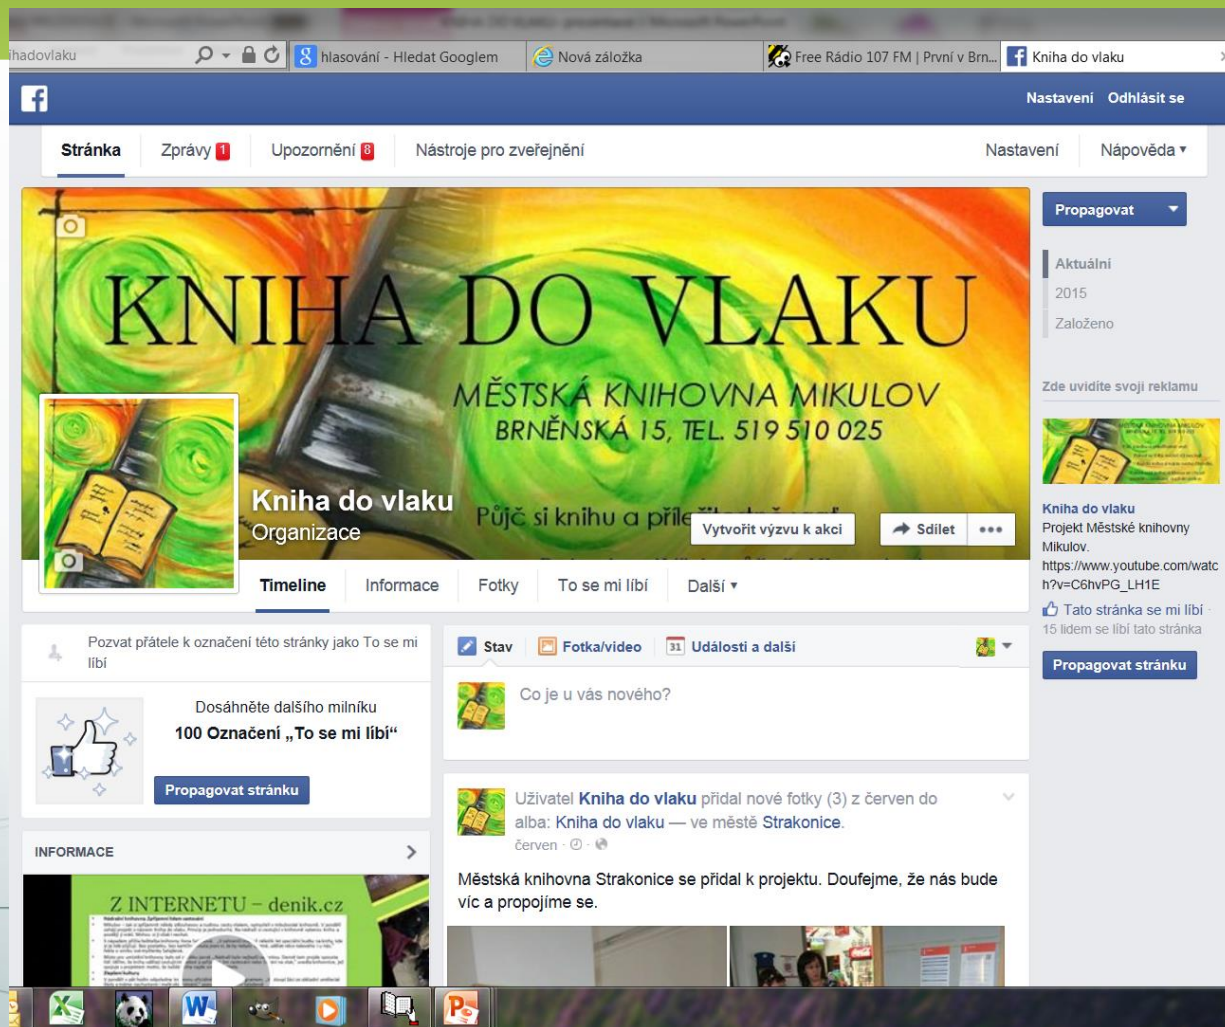 ihadovlaku
hlasování - Hledat Googlem
Nová záložka
Free Rádio 107 FM | První v Brn...
Kniha do vlaku
Nastavení Odhlásit se
Stránka Zprávy 1 Upozornění 8 Nástroje pro zveřejnění Nastavení Nápověda
KNIHA DO VLAKU
MĚSTSKÁ KNIHOVNA MIKULOV
BRNĚNSKÁ 15, TEL. 519 510 025
Půjč si knihu a
Kniha do vlaku
Organizace
Vytvořit výzvu k akci Sdílet
Timeline Informace Fotky To se mi líbí Další
Propagovat
Aktuální
2015
Založeno
Zde uvidíte svoji reklamu
Kniha do vlaku
Projekt Městské knihovny
Mikulov.
https://www.youtube.com/watc
h?v=C6hvPG_LH1E
Tato stránka se mi líbí ·
15 lidem se líbí tato stránka
Propagovat stránku
Pozvat přátele k označení této stránky jako To se mi
líbí
Dosáhněte dalšího milníku
100 Označení „To se mi líbí“
Propagovat stránku
INFORMACE
Z INTERNETU – denik.cz
Stav Fotka/video 31 Události a další
Co je u vás nového?
Uživatel Kniha do vlaku přidal nové fotky (3) z červen do
alba: Kniha do vlaku — ve městě Strakonice.
červen ·
Městská knihovna Strakonice se přidal k projektu. Doufejme, že nás bude
víc a propojíme se.